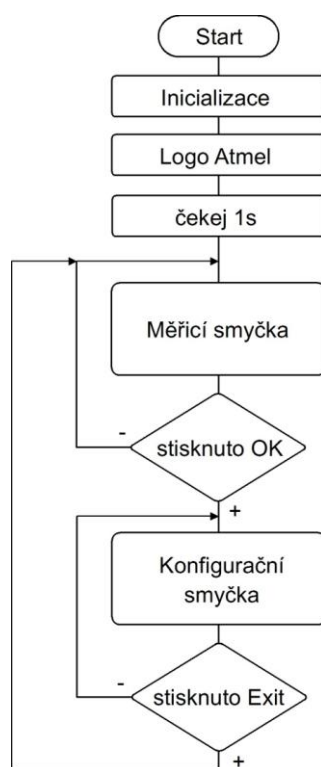 Start
Inicializace
Logo Atmel
čekej 1s
Měřicí smyčka
-
stisknuto OK
+
Konfigurační
smyčka
-
stisknuto Exit
+